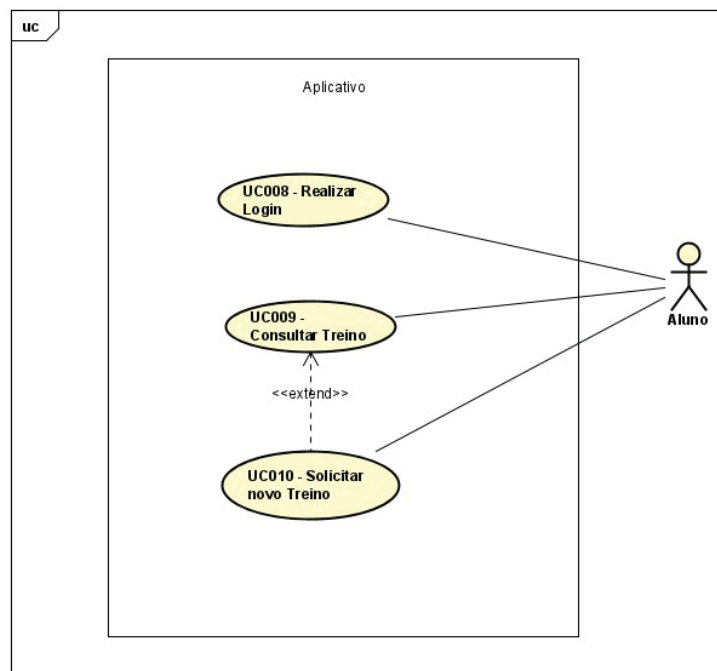 uc
Aplicativo
UC008 - Realizar
Login
UC009 -
Consultar Treino
Aluno
<<extend>>
UC010 - Solicitar
novo Treino